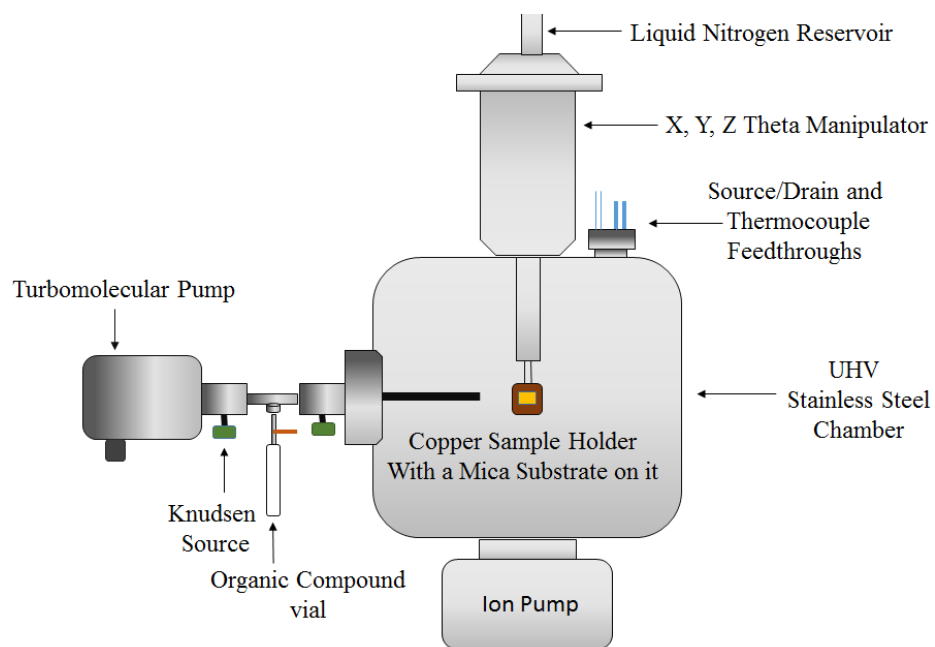 Liquid Nitrogen Reservoir
X, Y, Z Theta Manipulator
Source/Drain and
Thermocouple
Feedthroughs
Turbomolecular Pump
UHV
Stainless Steel
Chamber
Copper Sample Holder
With a Mica Substrate on it
Knudsen
Source
Organic Compound
vial
Ion Pump